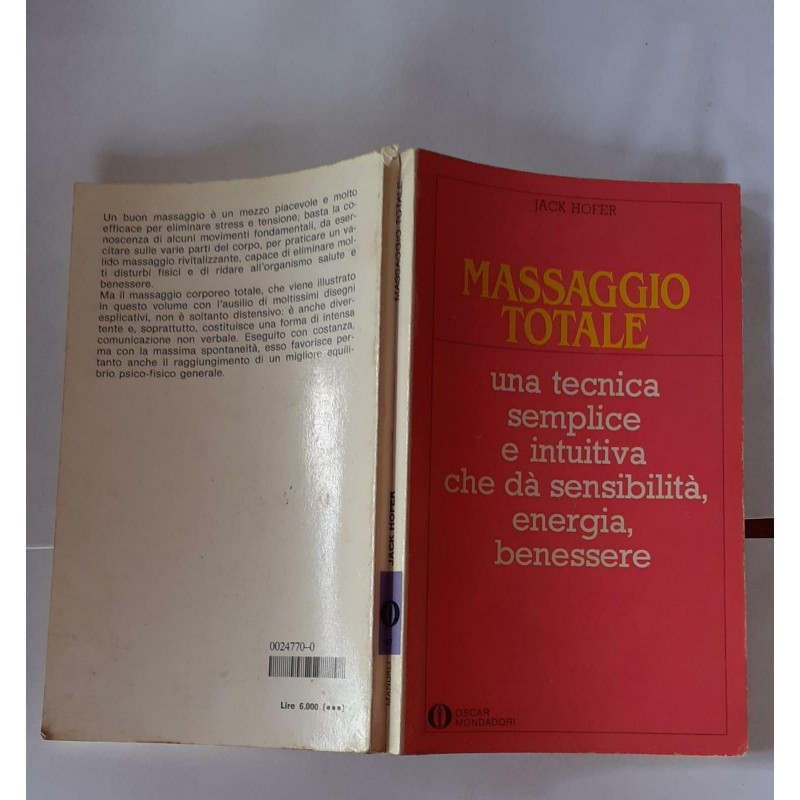 Un buon massaggio è un mezzo piacevole e molto
efficace per eliminare stress e tensione; basta la co-
noscenza di alcuni movimenti fondamentali, da eser-
citare sulle varie parti del corpo, per praticare un va-
lido massaggio rivitalizzante, capace di eliminare mol-
ti disturbi fisici e di ridare all'organismo salute e
benessere.
Ma il massaggio corporeo totale, che viene illustrato
in questo volume con l'ausilio di moltissimi disegni
esplicativi, non è soltanto distensivo: è anche diver-
tente e, soprattutto, costituisce una forma di intensa
comunicazione non verbale. Eseguito con costanza,
ma con la massima spontaneità, esso favorisce per-
tanto anche il raggiungimento di un migliore equili-
brio psico-fisico generale.
0024770-0
Lire 6.000 (●●●)
MASSAGGIO TOTALE
JACK HOFER
JACK HOFER
MASSAGGIO
TOTALE
una tecnica
semplice
e intuitiva
che dà sensibilità,
energia,
benessere
OSCAR
MONDADORI